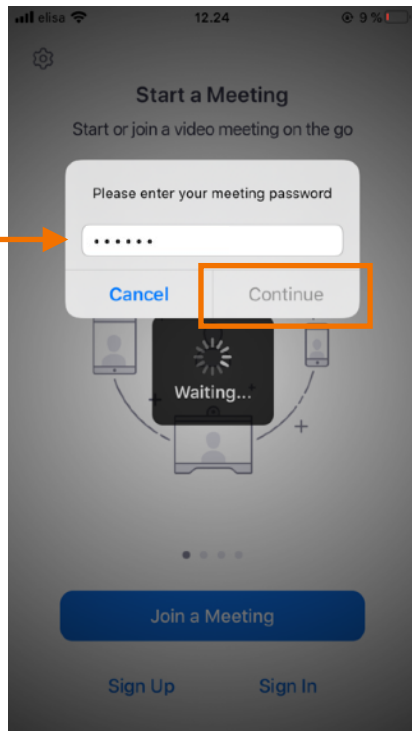 elisa 12.24 9 %
Start a Meeting
Start or join a video meeting on the go
Please enter your meeting password
••••••
Cancel Continue
Waiting...
Join a Meeting
Sign Up Sign In